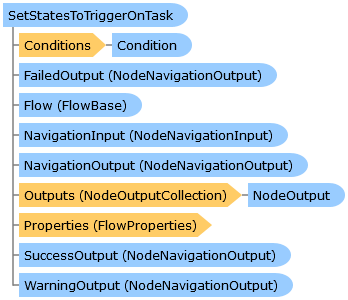 SetStatesToTriggerOnTask
Conditions Condition
FailedOutput (NodeNavigationOutput)
Flow (FlowBase)
NavigationInput (NodeNavigationInput)
NavigationOutput (NodeNavigationOutput)
Outputs (NodeOutputCollection) NodeOutput
Properties (FlowProperties)
SuccessOutput (NodeNavigationOutput)
WarningOutput (NodeNavigationOutput)